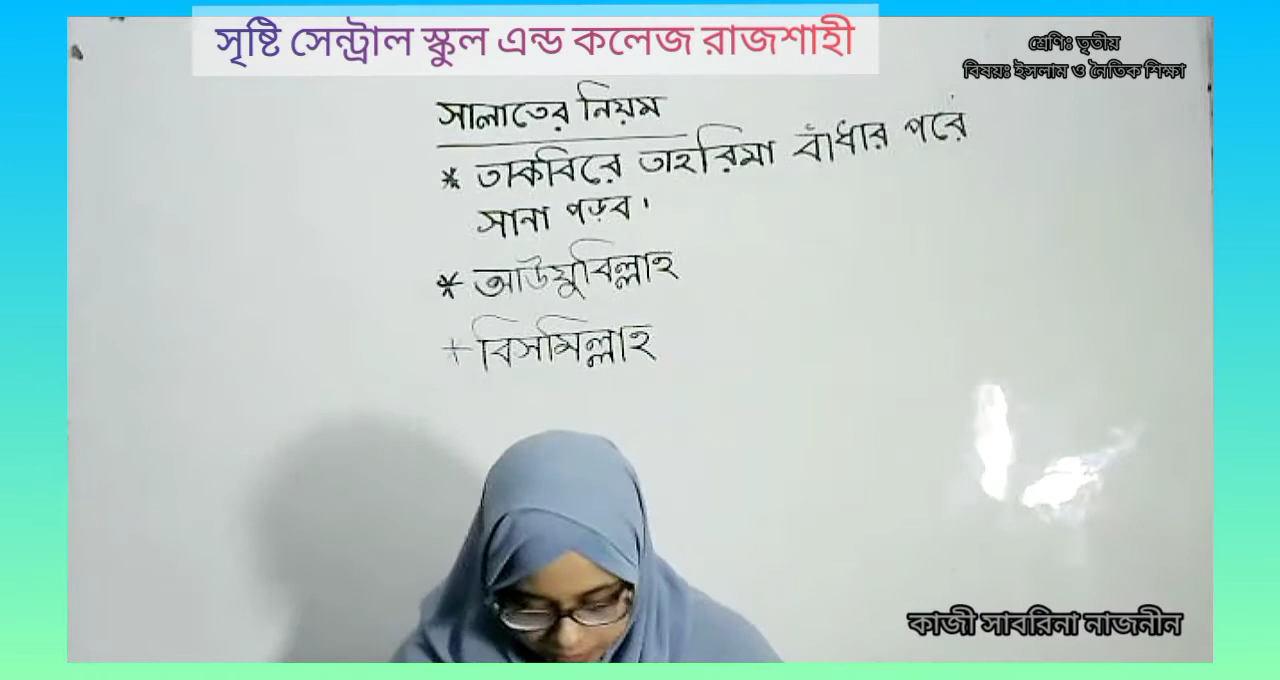 সৃষ্টি সেন্ট্রাল স্কুল এন্ড কলেজ রাজশাহী
শ্রেণিঃ তৃতীয়
বিষয়ঃ ইসলাম ও নৈতিক শিক্ষা
সালাতের নিয়ম
* তাকবিরে তাহরিমা বাঁধার পরে
সানা পড়ব।
* আউযুবিল্লাহ
+ বিসমিল্লাহ
কাজী সাবরিনা নাজনীন